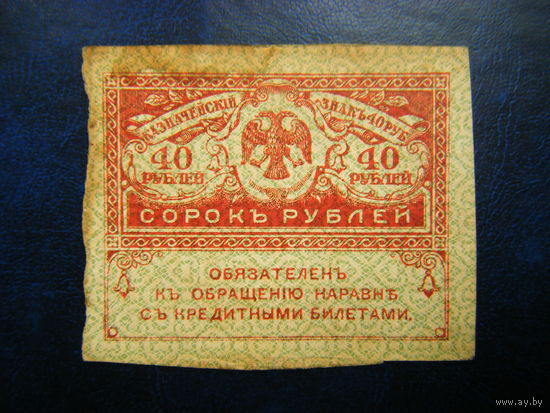 КАЗНАЧЕЙСКІЙ ЗНАКЪ 40 РУБ.
40 РУБЛЕЙ 40 РУБЛЕЙ
СОРОКЪ РУБЛЕЙ
ОБЯЗАТЕЛЕНЪ
КЪ ОБРАЩЕНІЮ НАРАВНѢ
СЪ КРЕДИТНЫМИ БИЛЕТАМИ.
www.ay.by